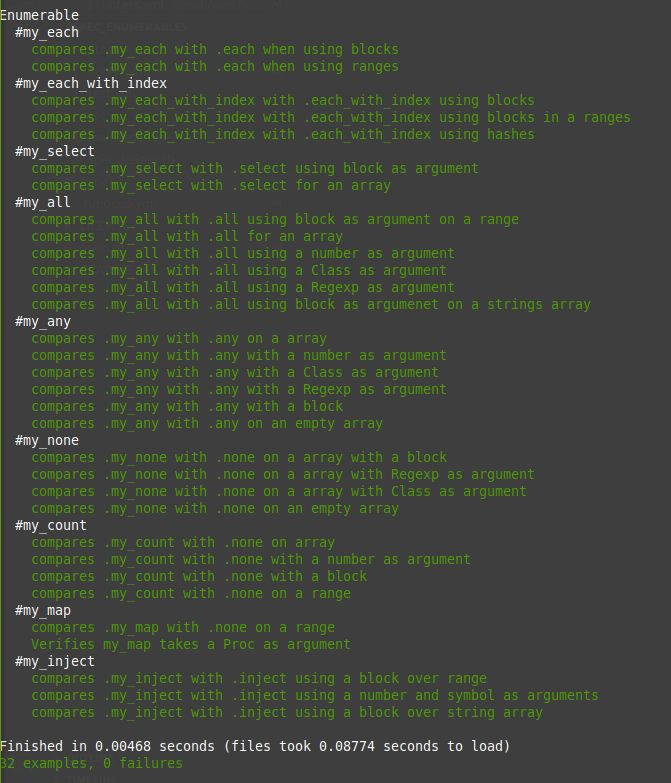 Enumerable
#my_each
compares .my_each with .each when using blocks
compares .my_each with .each when using ranges
#my_each_with_index
compares .my_each_with_index with .each_with_index using blocks
compares .my_each_with_index with .each_with_index using blocks in a ranges
compares .my_each_with_index with .each_with_index using hashes
#my_select
compares .my_select with .select using block as argument
compares .my_select with .select for an array
#my_all
compares .my_all with .all using block as argument on a range
compares .my_all with .all for an array
compares .my_all with .all using a number as argument
compares .my_all with .all using a Class as argument
compares .my_all with .all using a Regexp as argument
compares .my_all with .all using block as argumenet on a strings array
#my_any
compares .my_any with .any on a array
compares .my_any with .any with a number as argument
compares .my_any with .any with a Class as argument
compares .my_any with .any with a Regexp as argument
compares .my_any with .any with a block
compares .my_any with .any on an empty array
#my_none
compares .my_none with .none on a array with a block
compares .my_none with .none on a array with Regexp as argument
compares .my_none with .none on a array with Class as argument
compares .my_none with .none on an empty array
#my_count
compares .my_count with .none on array
compares .my_count with .none with a number as argument
compares .my_count with .none with a block
compares .my_count with .none on a range
#my_map
compares .my_map with .none on a range
Verifies my_map takes a Proc as argument
#my_inject
compares .my_inject with .inject using a block over range
compares .my_inject with .inject using a number and symbol as arguments
compares .my_inject with .inject using a block over string array
Finished in 0.00468 seconds (files took 0.08774 seconds to load)
32 examples, 0 failures